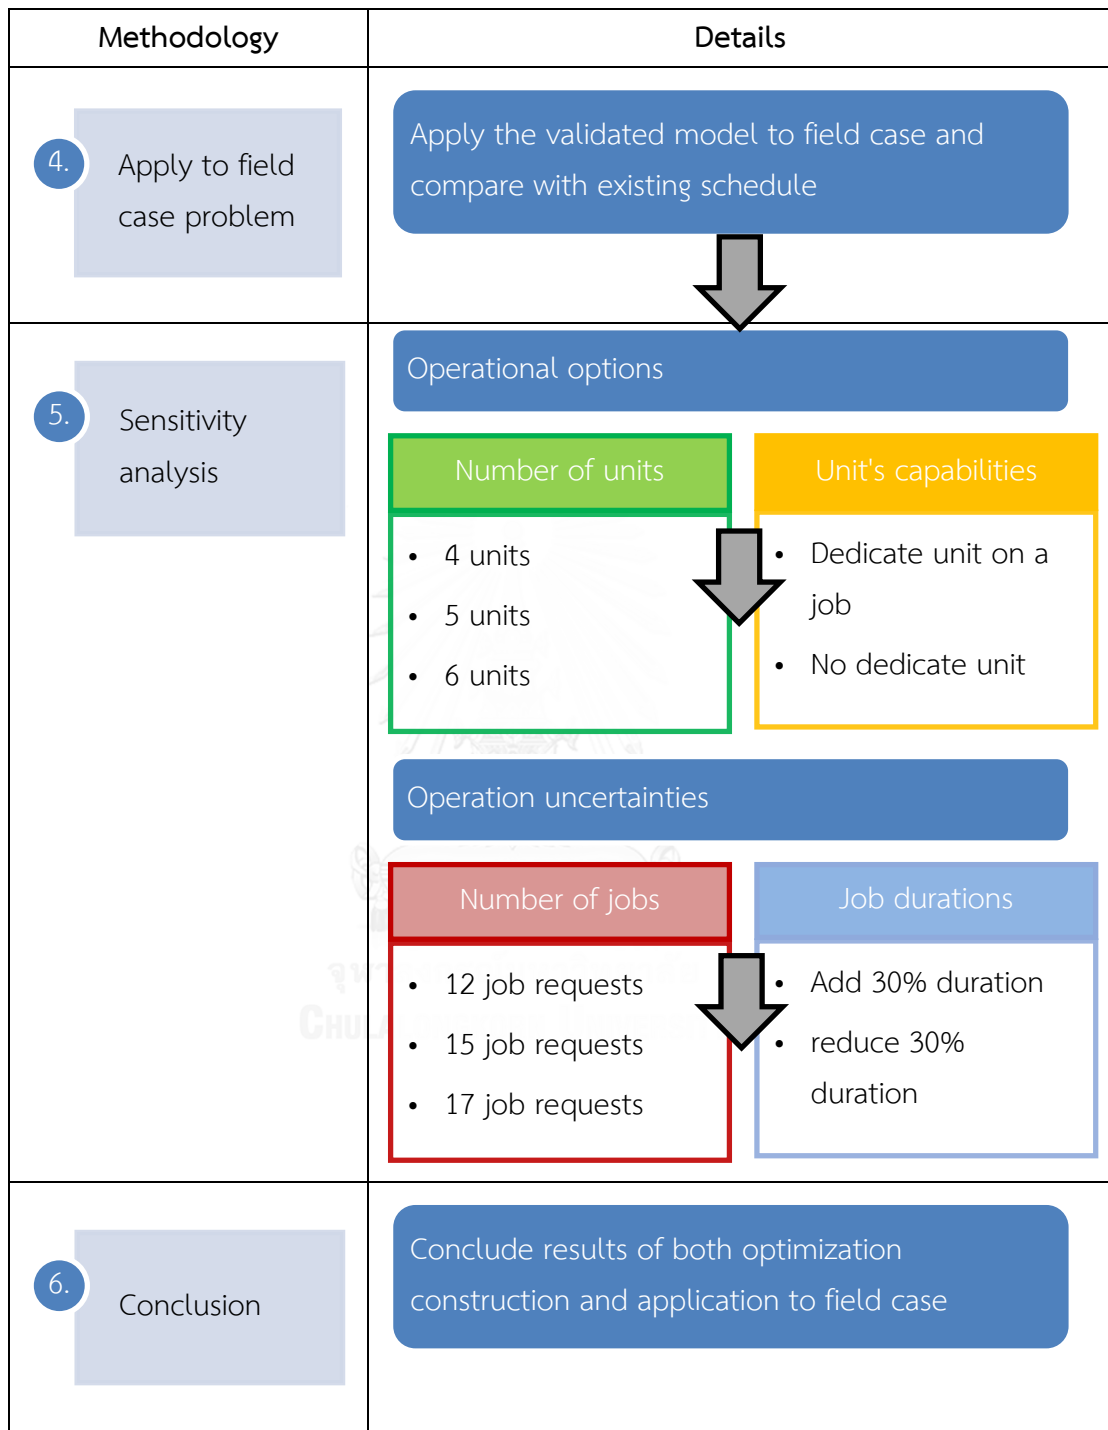 Methodology
Details
4.
Apply to field
case problem
Apply the validated model to field case and
compare with existing schedule
5.
Sensitivity
analysis
Operational options
Number of units
• 4 units
• 5 units
• 6 units
Unit's capabilities
• Dedicate unit on a
job
• No dedicate unit
Operation uncertainties
Number of jobs
• 12 job requests
• 15 job requests
• 17 job requests
Job durations
• Add 30% duration
• reduce 30%
duration
6.
Conclusion
Conclude results of both optimization
construction and application to field case